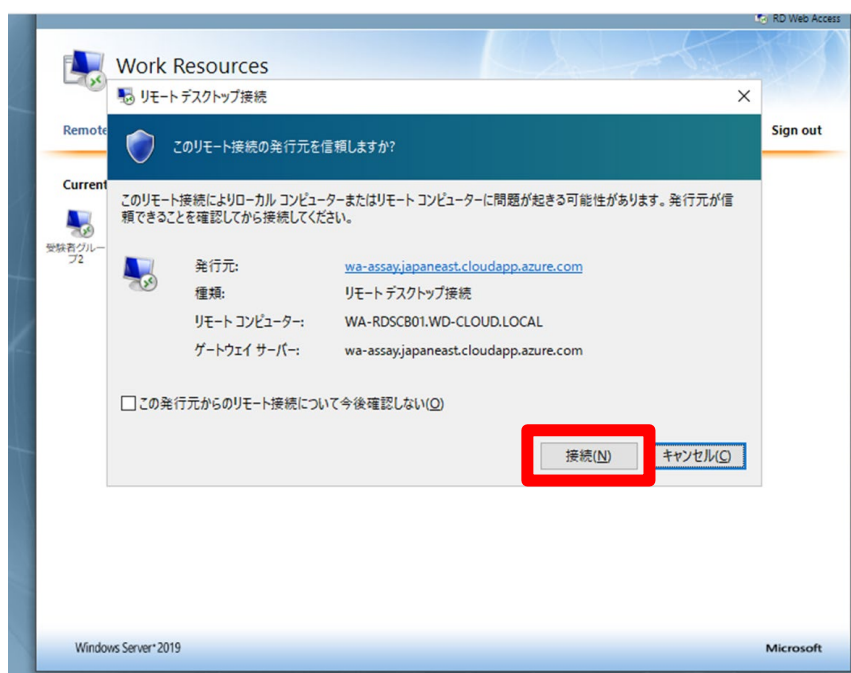 RD Web Access
Work Resources
リモート デスクトップ接続
Remote
Sign out
このリモート接続の発行元を信頼しますか?
Current
このリモート接続によりローカル コンピューターまたはリモート コンピューターに問題が起きる可能性があります。発行元が信
頼できることを確認してから接続してください。
受験者グルー
プ2
発行元: wa-assay.japaneast.cloudapp.azure.com
種類: リモート デスクトップ接続
リモート コンピューター: WA-RDSCB01.WD-CLOUD.LOCAL
ゲートウェイ サーバー: wa-assay.japaneast.cloudapp.azure.com
この発行元からのリモート接続について今後確認しない(O)
接続(N) キャンセル(C)
Windows Server 2019
Microsoft